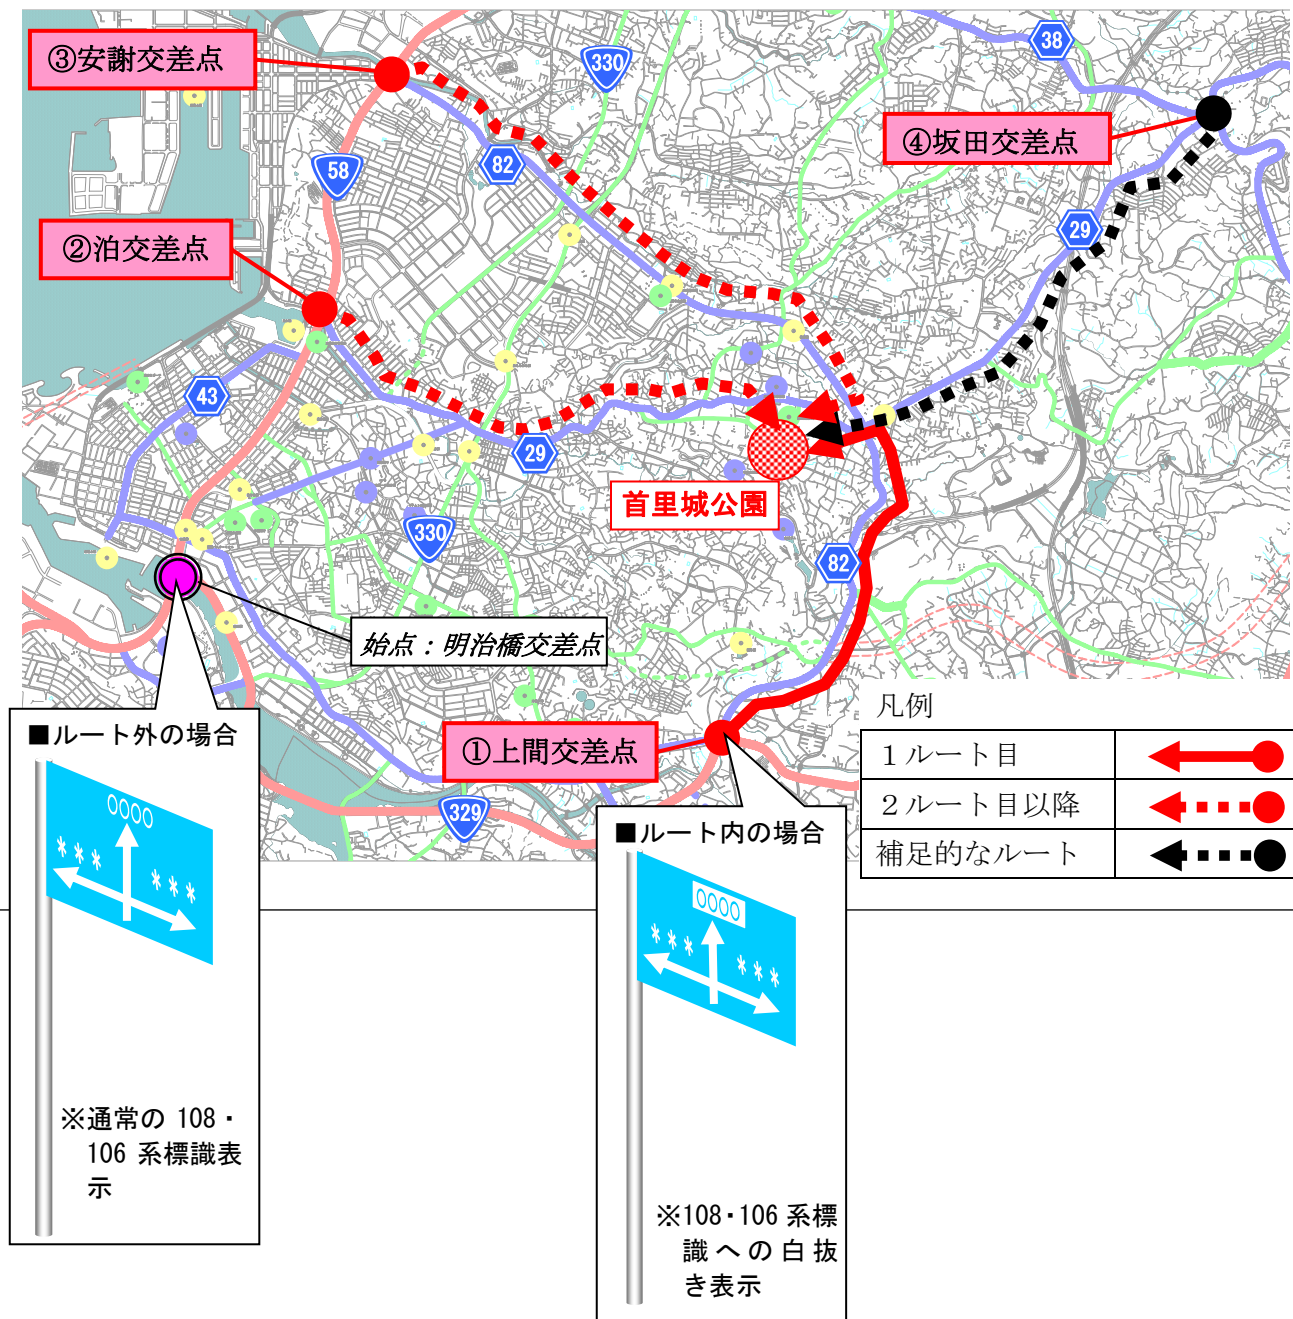 ③安謝交差点
330
38
④坂田交差点
58
82
②泊交差点
29
43
29
首里城公園
330
82
始点：明治橋交差点
凡例
１ルート目
２ルート目以降
補足的なルート
①上間交差点
329
■ルート外の場合
0000
***
***
※通常の 108・
106 系標識表
示
■ルート内の場合
0000
***
***
※108・106 系標
識への白抜
き表示